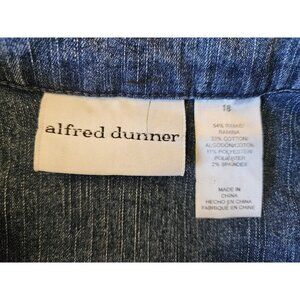 alfred dunner
18
54% RAMIE/
RAMINA
33% COTTON/
ALGODON/COTON
11% POLYESTER/
POLIESTER
2% SPANDEX
MADE IN
CHINA
HECHO EN CHINA
FABRIQUE EN CHINE